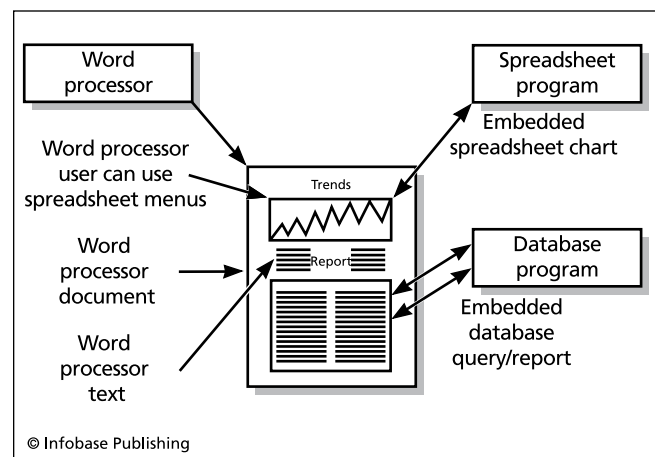 Word
processor
Spreadsheet
program
Embedded
spreadsheet chart
Word processor
user can use
spreadsheet menus
Trends
Report
Word
processor
document
Database
program
Embedded
database
query/report
Word
processor
text
© Infobase Publishing